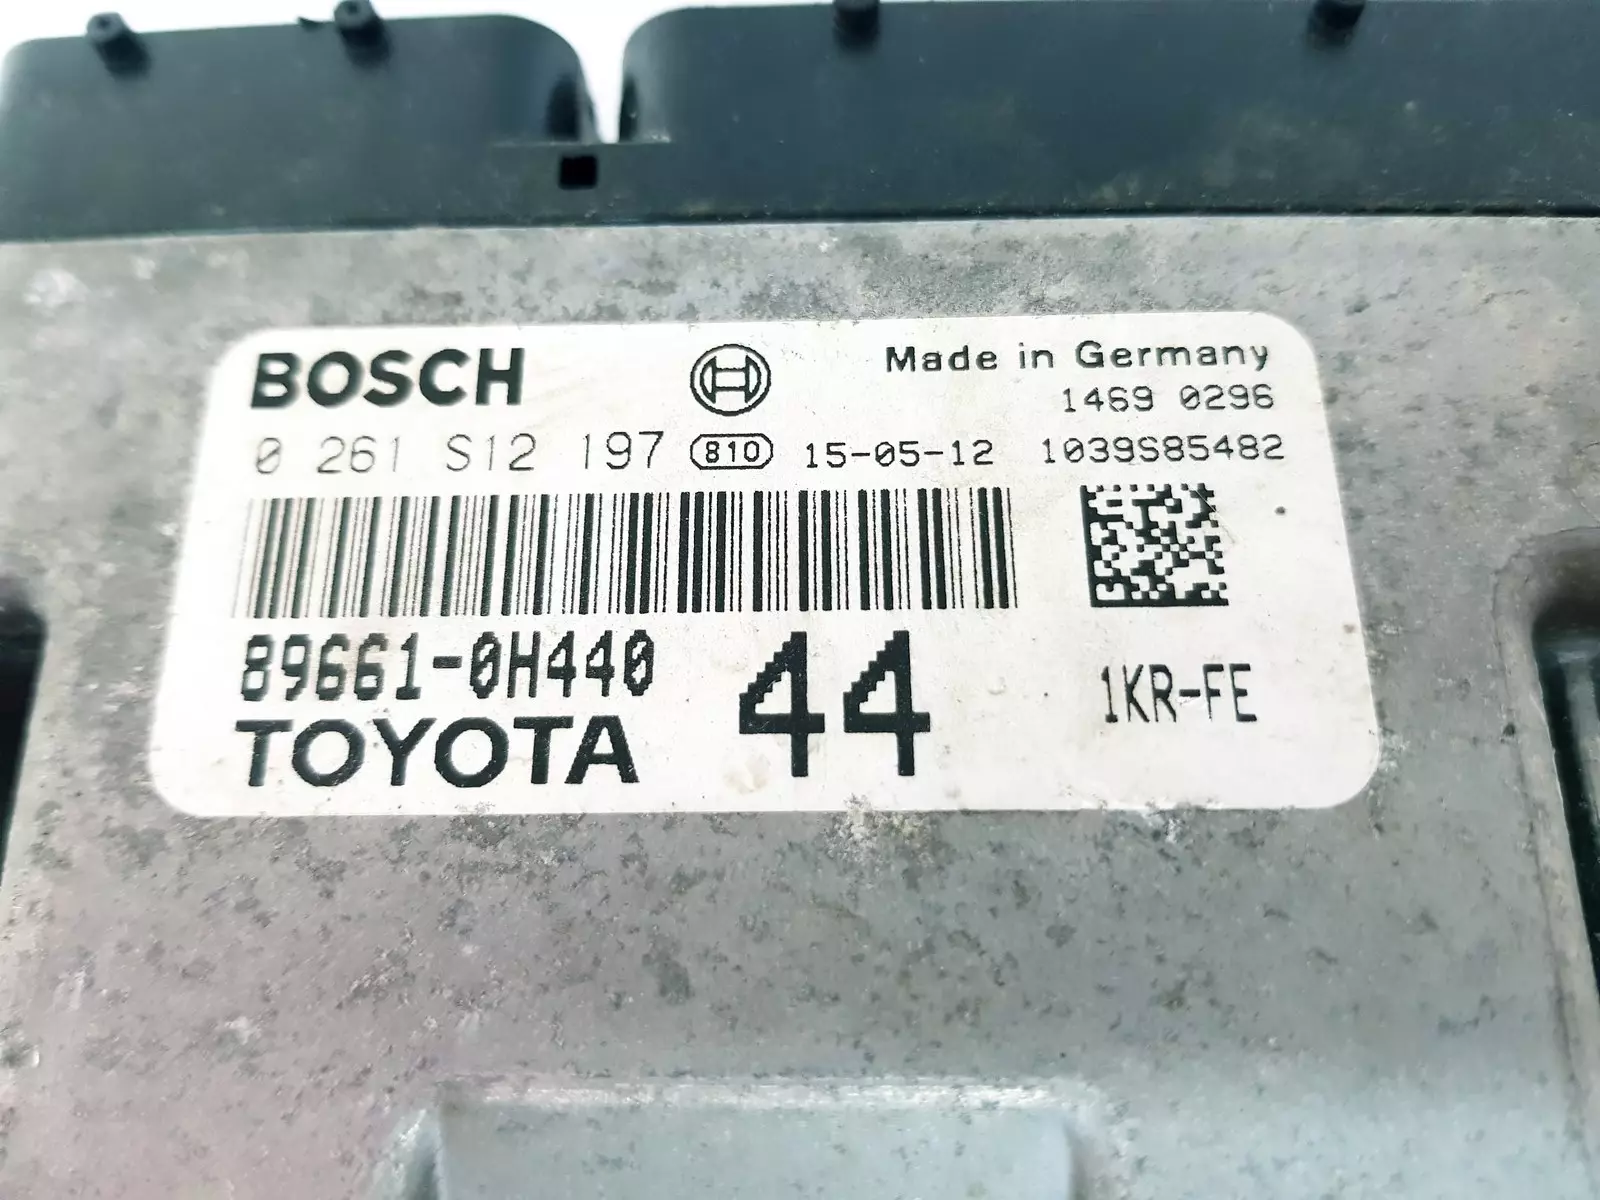 BOSCH Made in Germany
1469 0296
0 261 S12 197 810 15-05-12 1039S85482
89661-0H440 44 1KR-FE
TOYOTA